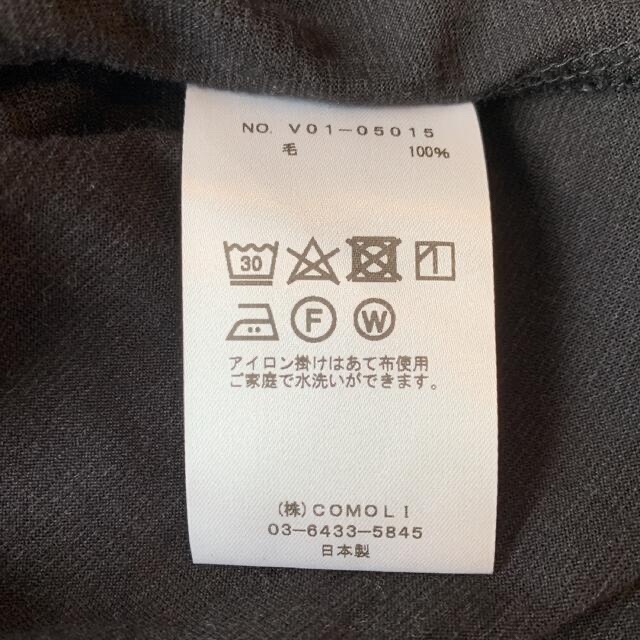 NO. V01-05015
毛 100%
30
F W
アイロン掛けはあて布使用
ご家庭で水洗いができます。
(株)COMOLI
03-6433-5845
日本製